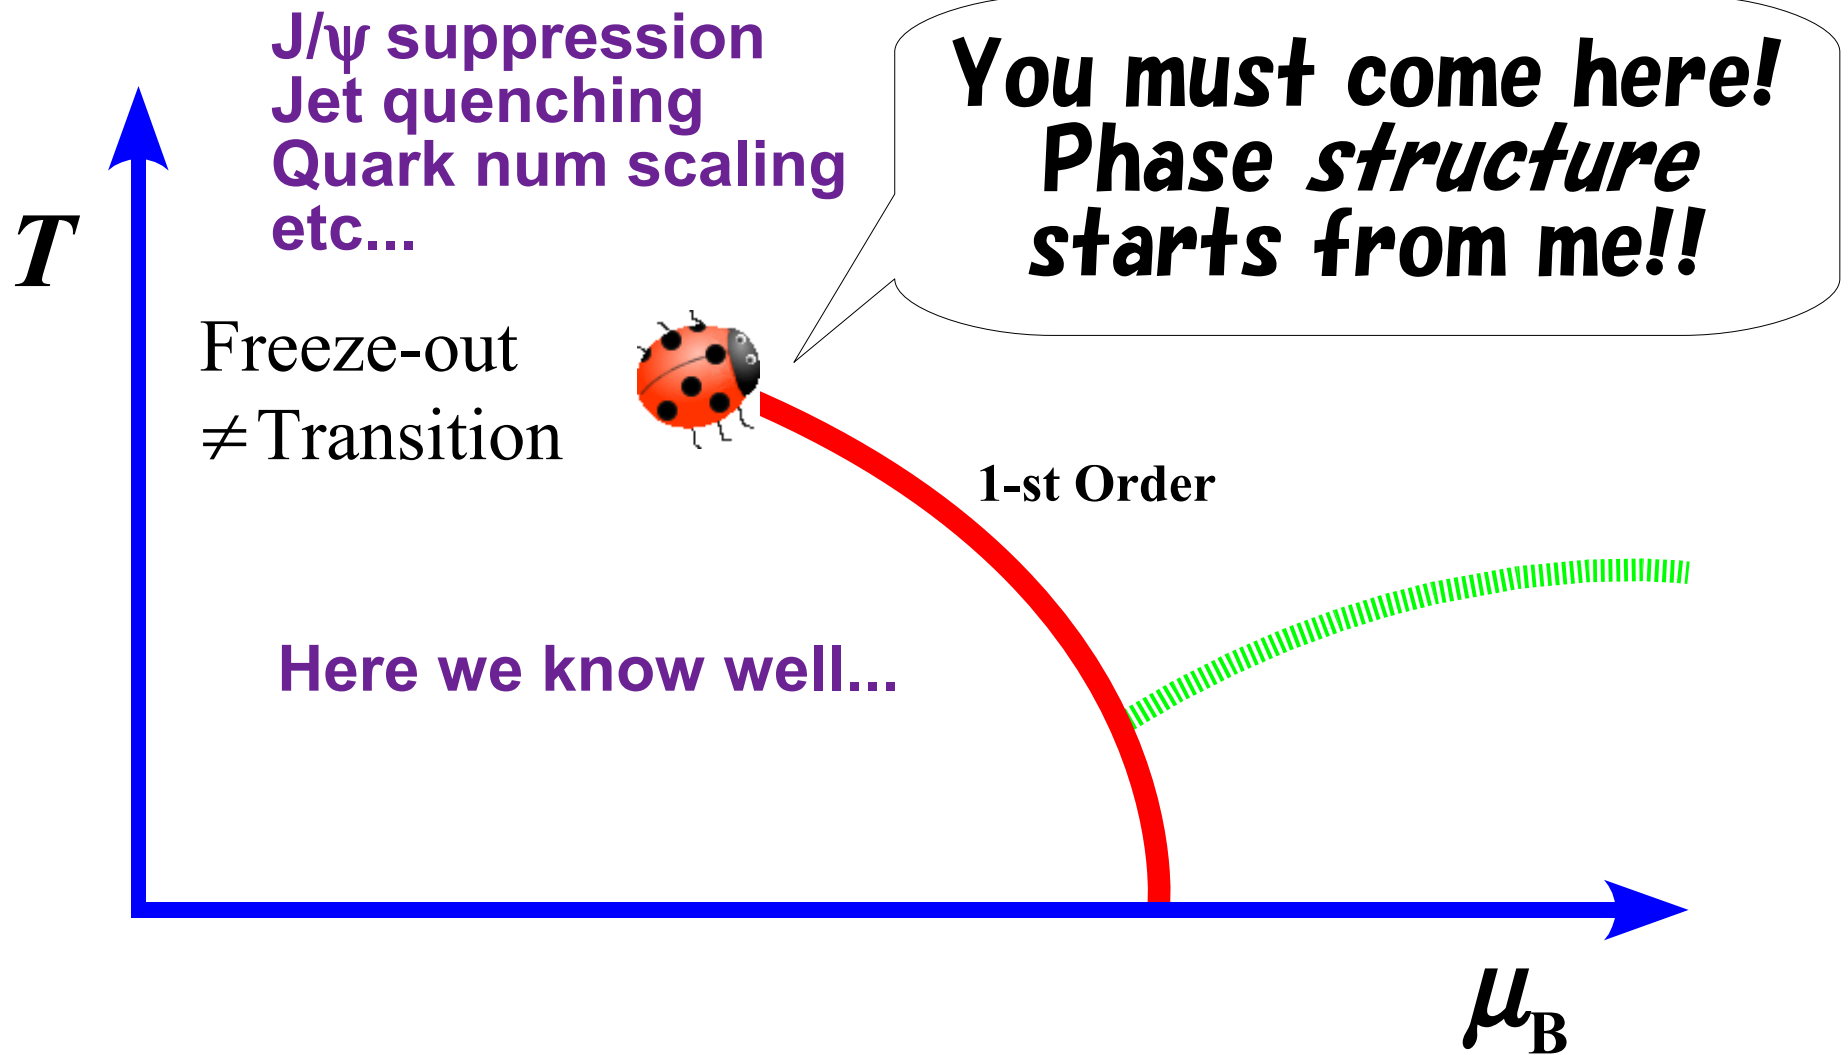 J/ψ suppression
Jet quenching
Quark num scaling
etc...
You must come here!
Phase structure
starts from me!!
T
Freeze-out
≠Transition
1-st Order
Here we know well...
μB